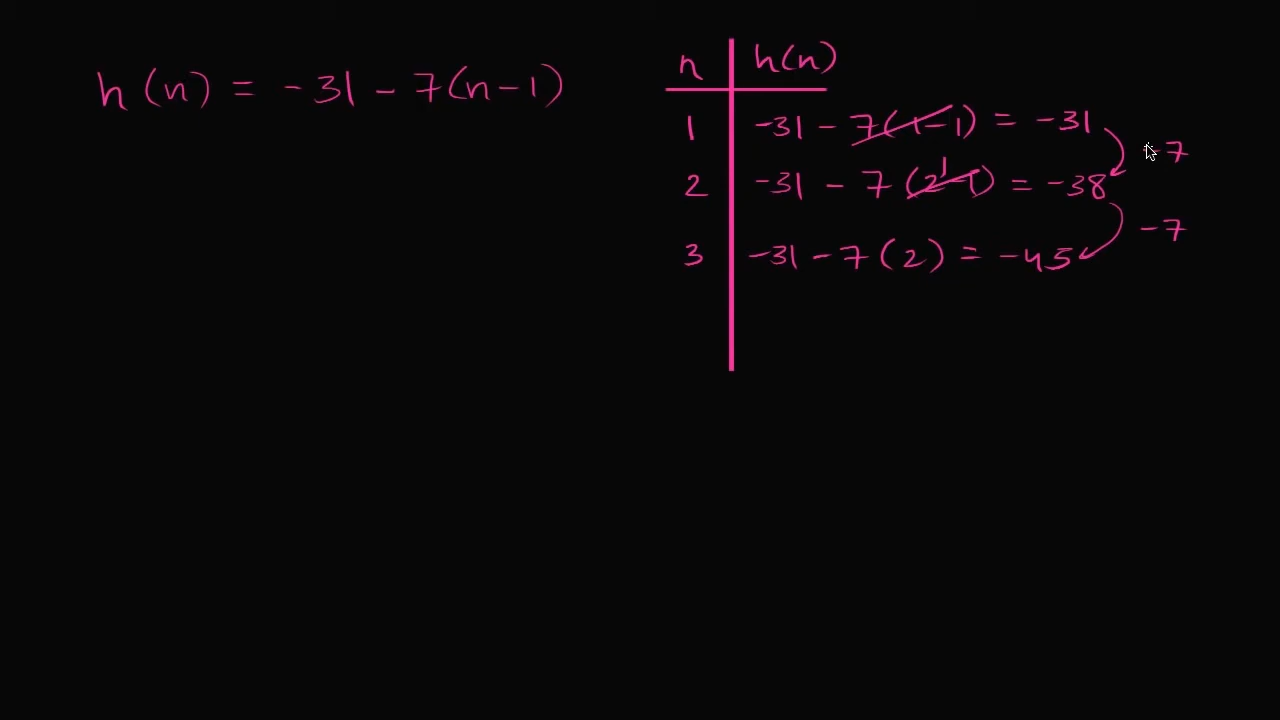 h(n) = -31 - 7(n-1)
n h(n)
1 -31 - 7(1-1) = -31
-7
2 -31 - 7(2-1) = -38
1
-7
3 -31 - 7(2) = -45